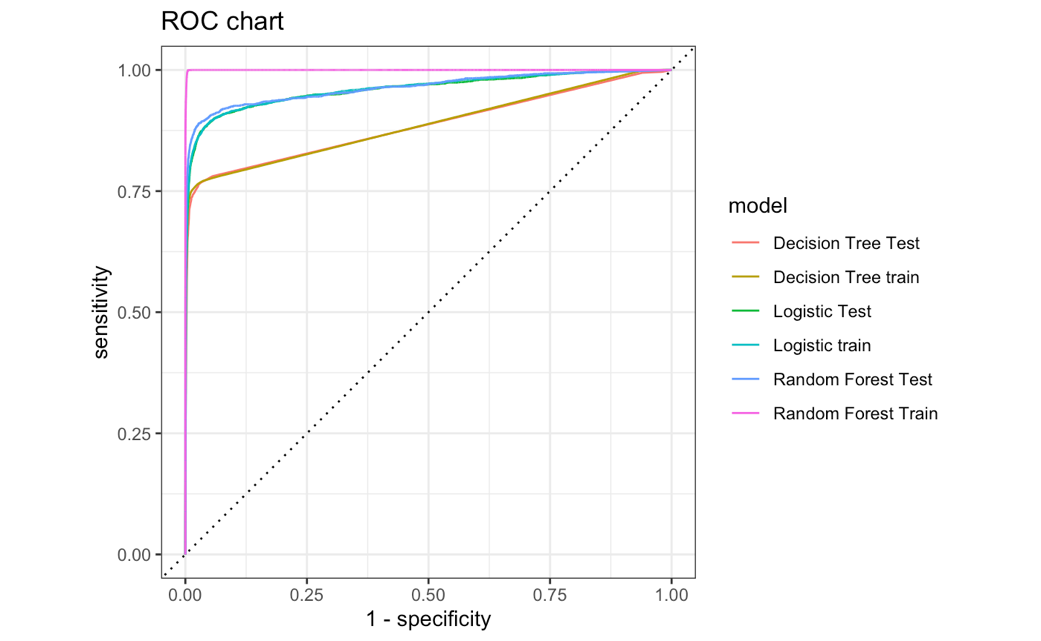 ROC chart
sensitivity
1.00
0.75
0.50
0.25
0.00
0.00 0.25 0.50 0.75 1.00
1 - specificity
model
Decision Tree Test
Decision Tree train
Logistic Test
Logistic train
Random Forest Test
Random Forest Train